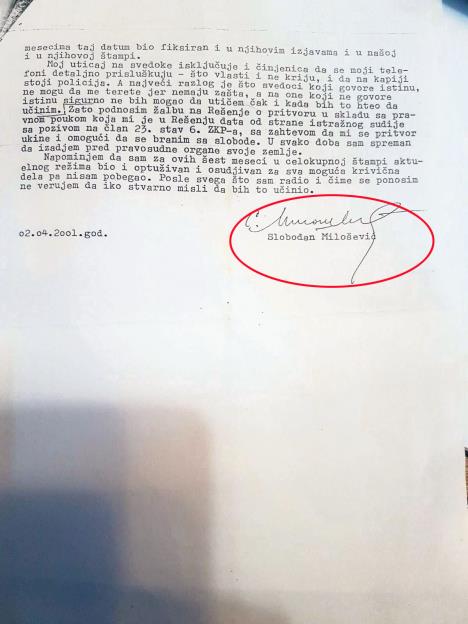 mesecima taj datum bio fiksiran i u njihovim izjavama i u našoj
i u njihovoj štampi.
Moj uticaj na svedoke isključuje i činjenica da se moji tele-
foni detaljno prisluškuju - što vlasti i ne kriju, i da na kapiji
stoji policija. A najveći razlog je što svedoci koji govore istinu,
ne mogu da me terete jer nemaju zašta, a na one koji ne govore
istinu sigurno ne bih mogao da utičem čak i kada bih to hteo da
učinim. Zato podnosim žalbu na Rešenje o pritvoru u skladu sa pra-
vnom poukom koja mi je u Rešenju data od strane istražnog sudije
sa pozivom na član 23. stav 6. ZKP-a, sa zahtevom da mi se pritvor
ukine i omogući da se branim sa slobode. U svako doba sam spreman
da izadjem pred pravosudne organe svoje zemlje.
Napominjem da sam za ovih šest meseci u celokupnoj štampi aktu-
elnog režima bio i optuživan i osudjivan za sva moguća krivična
dela pa nisam pobegao. Posle svega što sam radio i čime se ponosim
ne verujem da iko stvarno misli da bih to učinio.
o2.o4.2oo1.god.
Slobodan Milošević